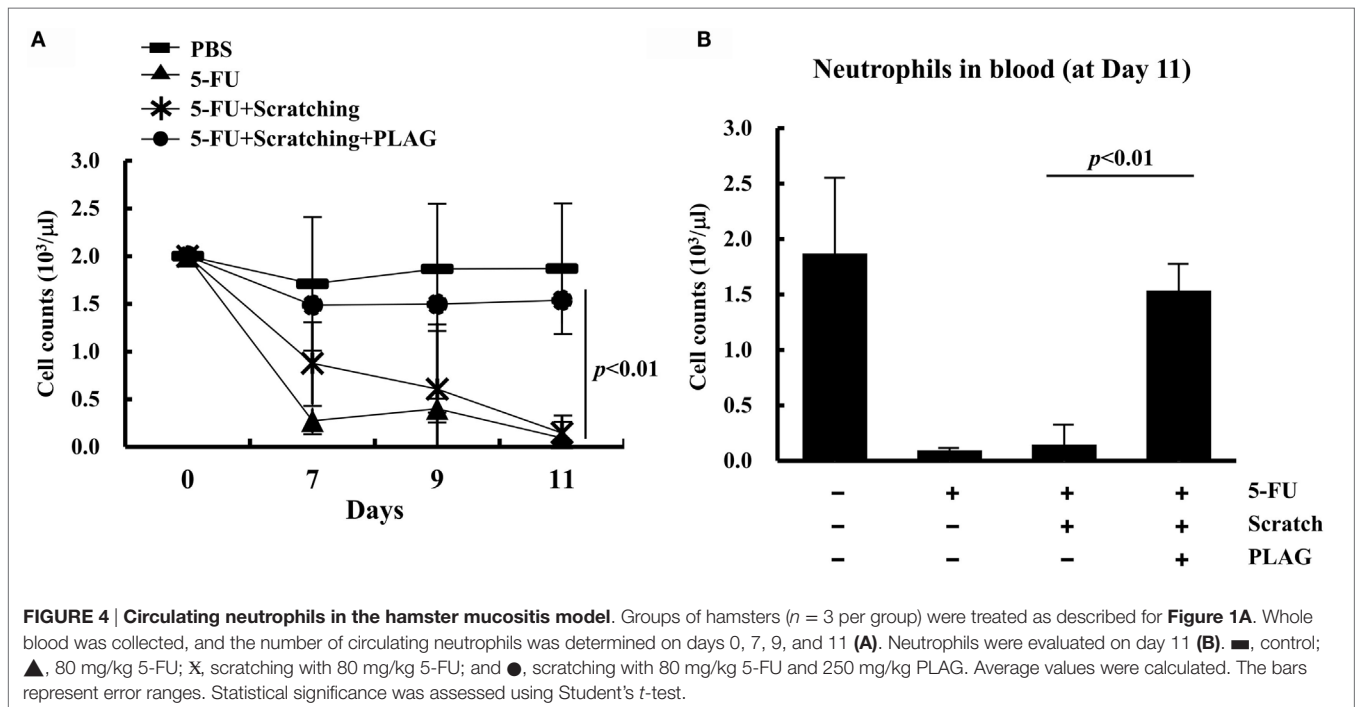 A
PBS
5-FU
5-FU+Scratching
5-FU+Scratching+PLAG
Cell counts (10³/µl)
3.0
2.5
2.0
1.5
1.0
0.5
0.0
p<0.01
0 7 9 11
Days
B
Neutrophils in blood (at Day 11)
Cell counts (10³/µl)
3.0
2.5
2.0
1.5
1.0
0.5
0.0
p<0.01
– + + + 5-FU
– – + + Scratch
– – – + PLAG
FIGURE 4 | Circulating neutrophils in the hamster mucositis model. Groups of hamsters (n = 3 per group) were treated as described for Figure 1A. Whole
blood was collected, and the number of circulating neutrophils was determined on days 0, 7, 9, and 11 (A). Neutrophils were evaluated on day 11 (B). ▬, control;
▲, 80 mg/kg 5-FU; X, scratching with 80 mg/kg 5-FU; and ●, scratching with 80 mg/kg 5-FU and 250 mg/kg PLAG. Average values were calculated. The bars
represent error ranges. Statistical significance was assessed using Student's t-test.